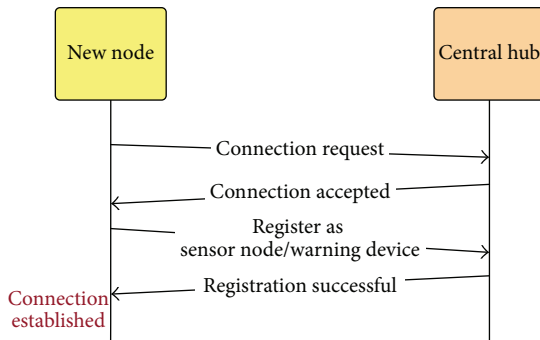 New node
Central hub
Connection request
Connection accepted
Register as
sensor node/warning device
Registration successful
Connection
established